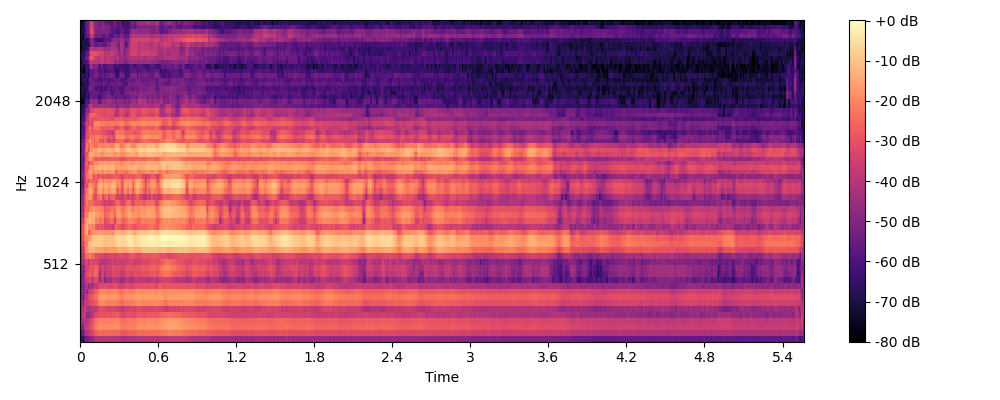 +0 dB
-10 dB
-20 dB
-30 dB
-40 dB
-50 dB
-60 dB
-70 dB
-80 dB
2048
1024
512
Hz
0 0.6 1.2 1.8 2.4 3 3.6 4.2 4.8 5.4
Time